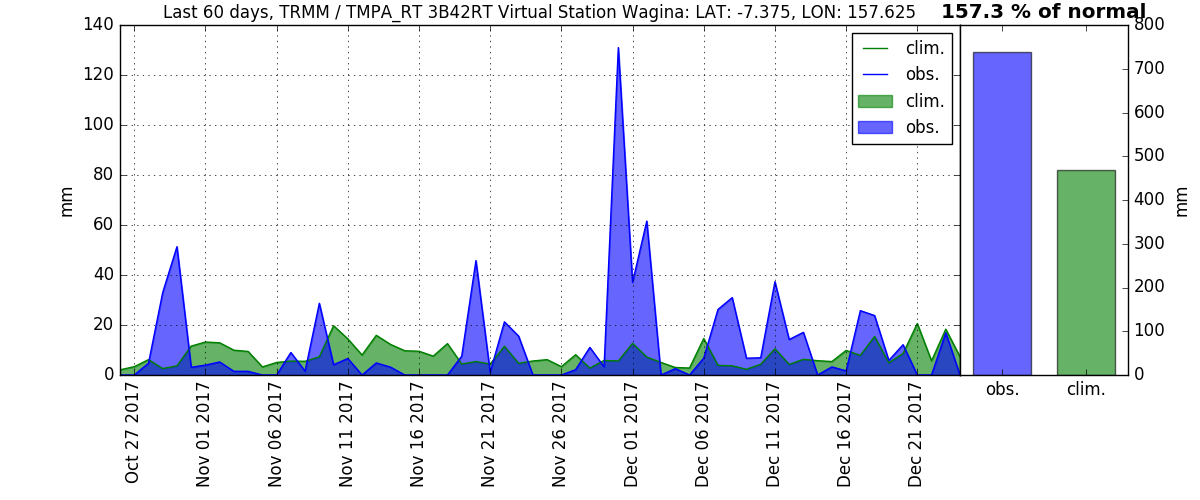 Last 60 days, TRMM / TMPA_RT 3B42RT Virtual Station Wagina: LAT: -7.375, LON: 157.625
157.3 % of normal
mm
140
120
100
80
60
40
20
0
clim.
obs.
clim.
obs.
800
700
600
500
400
300
200
100
0
mm
obs.
clim.
Oct 27 2017
Nov 01 2017
Nov 06 2017
Nov 11 2017
Nov 16 2017
Nov 21 2017
Nov 26 2017
Dec 01 2017
Dec 06 2017
Dec 11 2017
Dec 16 2017
Dec 21 2017